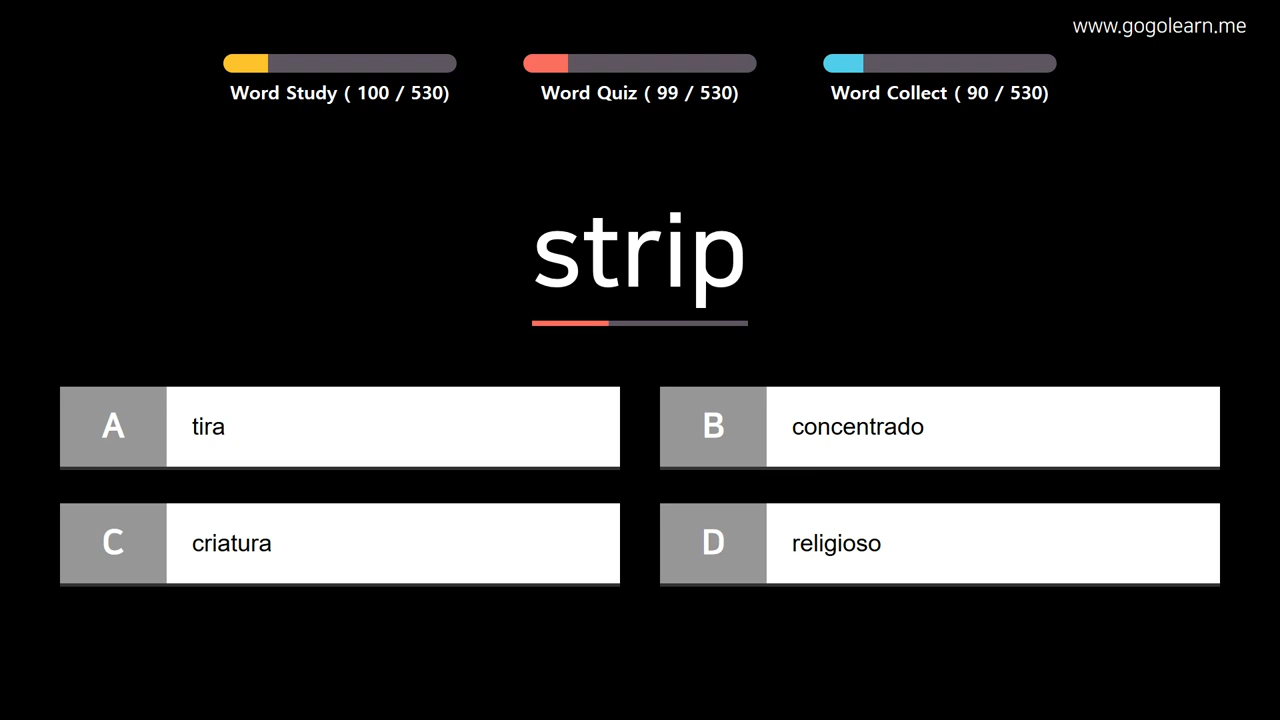 www.gogolearn.me
Word Study ( 100 / 530)
Word Quiz ( 99 / 530)
Word Collect ( 90 / 530)
strip
A tira
B concentrado
C criatura
D religioso